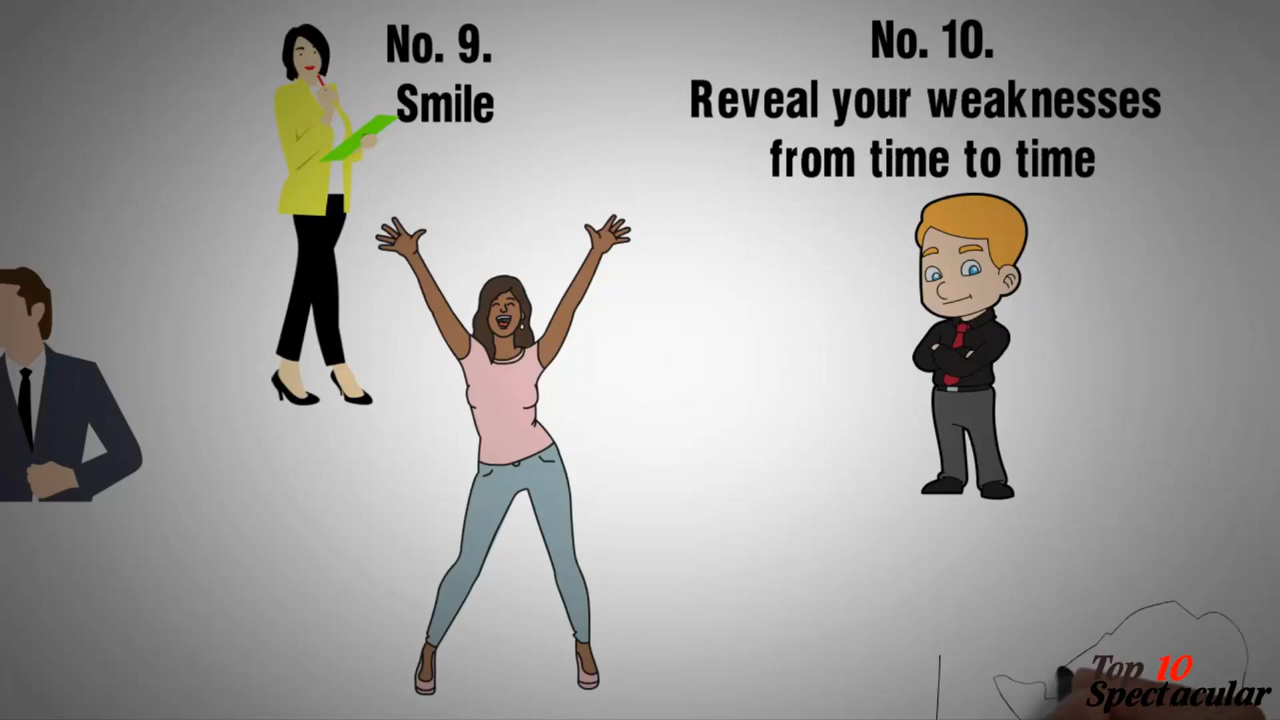 No. 9.
Smile
No. 10.
Reveal your weaknesses
from time to time
Top 10
Spectacular